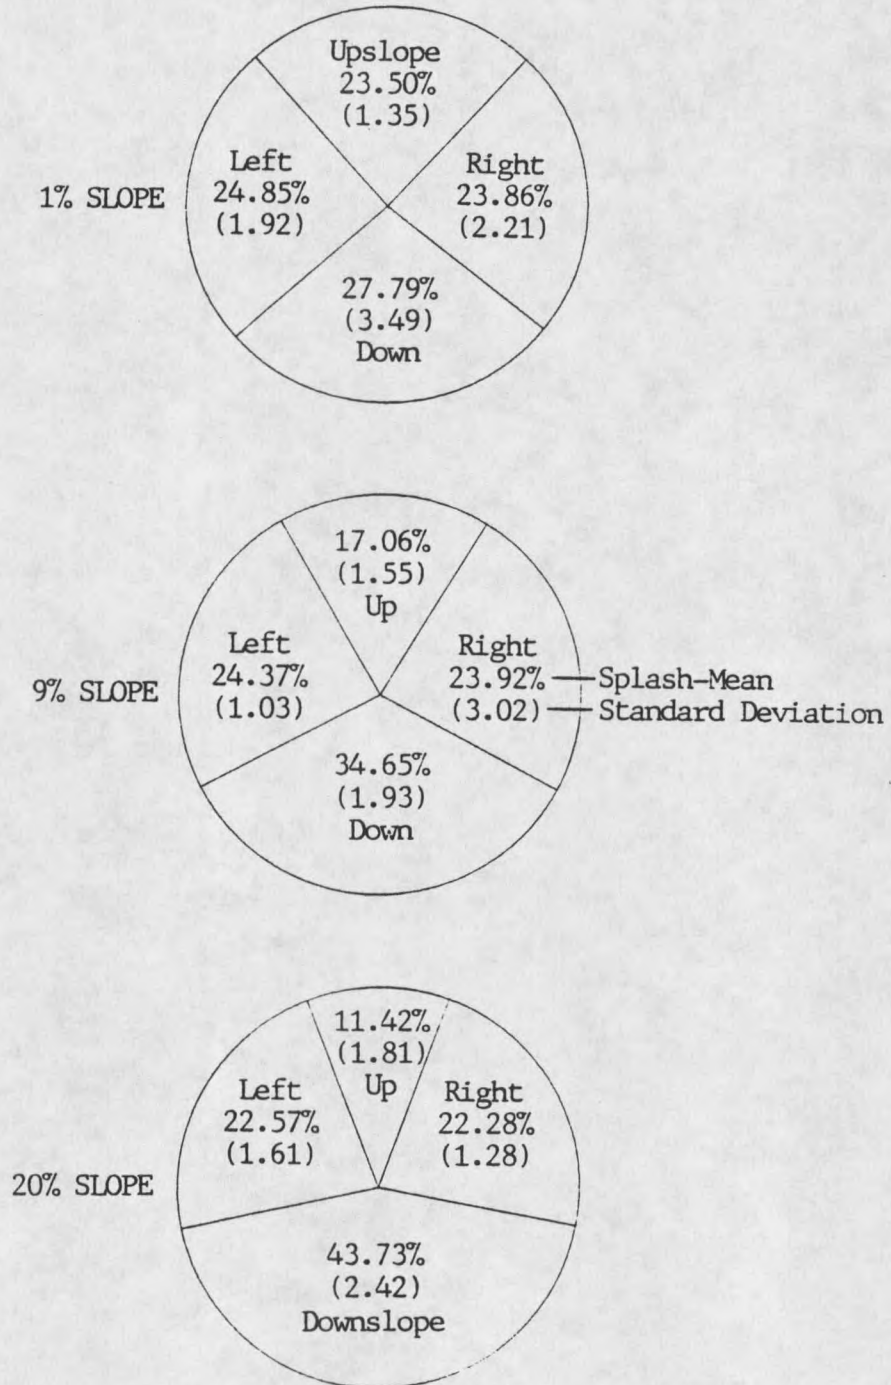 Upslope
23.50%
(1.35)
Left
24.85%
(1.92)
Right
23.86%
(2.21)
1% SLOPE
27.79%
(3.49)
Down
17.06%
(1.55)
Up
Left
24.37%
(1.03)
Right
23.92%
(3.02)
Splash-Mean
Standard Deviation
9% SLOPE
34.65%
(1.93)
Down
11.42%
(1.81)
Up
Left
22.57%
(1.61)
Right
22.28%
(1.28)
20% SLOPE
43.73%
(2.42)
Downslope